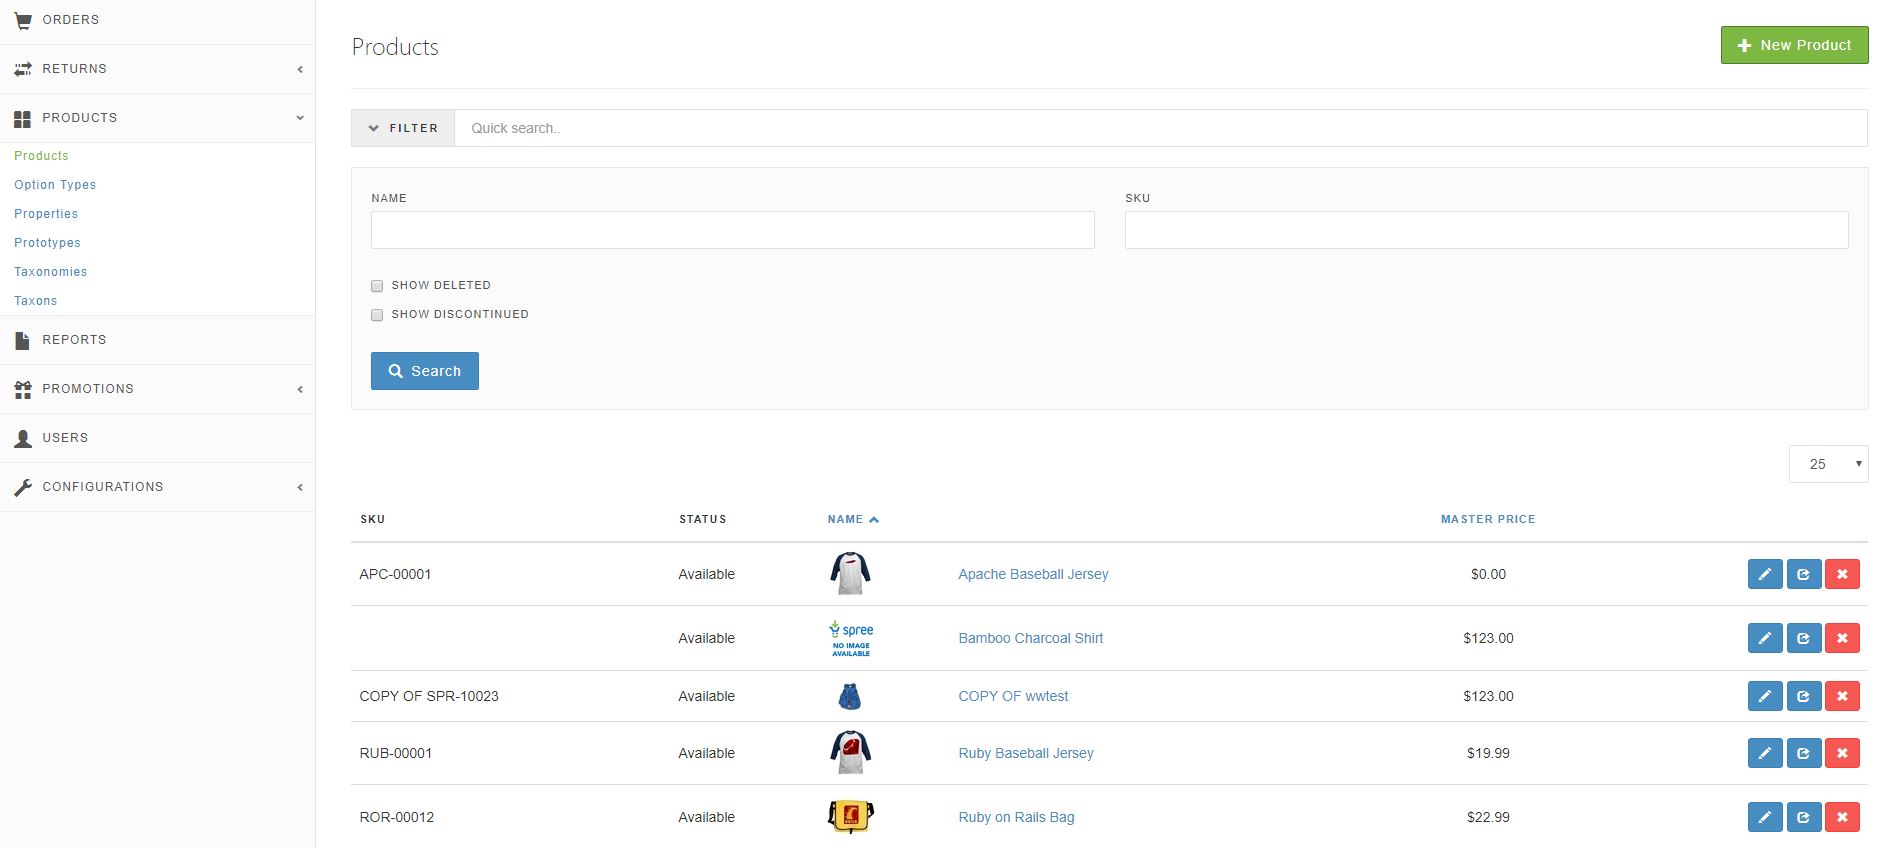 ORDERS
RETURNS
PRODUCTS
Products
Option Types
Properties
Prototypes
Taxonomies
Taxons
REPORTS
PROMOTIONS
USERS
CONFIGURATIONS
Products
New Product
FILTER Quick search..
NAME SKU
SHOW DELETED
SHOW DISCONTINUED
Search
25
SKU STATUS NAME MASTER PRICE
APC-00001 Available Apache Baseball Jersey $0.00
spree
NO IMAGE
AVAILABLE
Available Bamboo Charcoal Shirt $123.00
COPY OF SPR-10023 Available COPY OF wwtest $123.00
RUB-00001 Available Ruby Baseball Jersey $19.99
ROR-00012 Available Ruby on Rails Bag $22.99